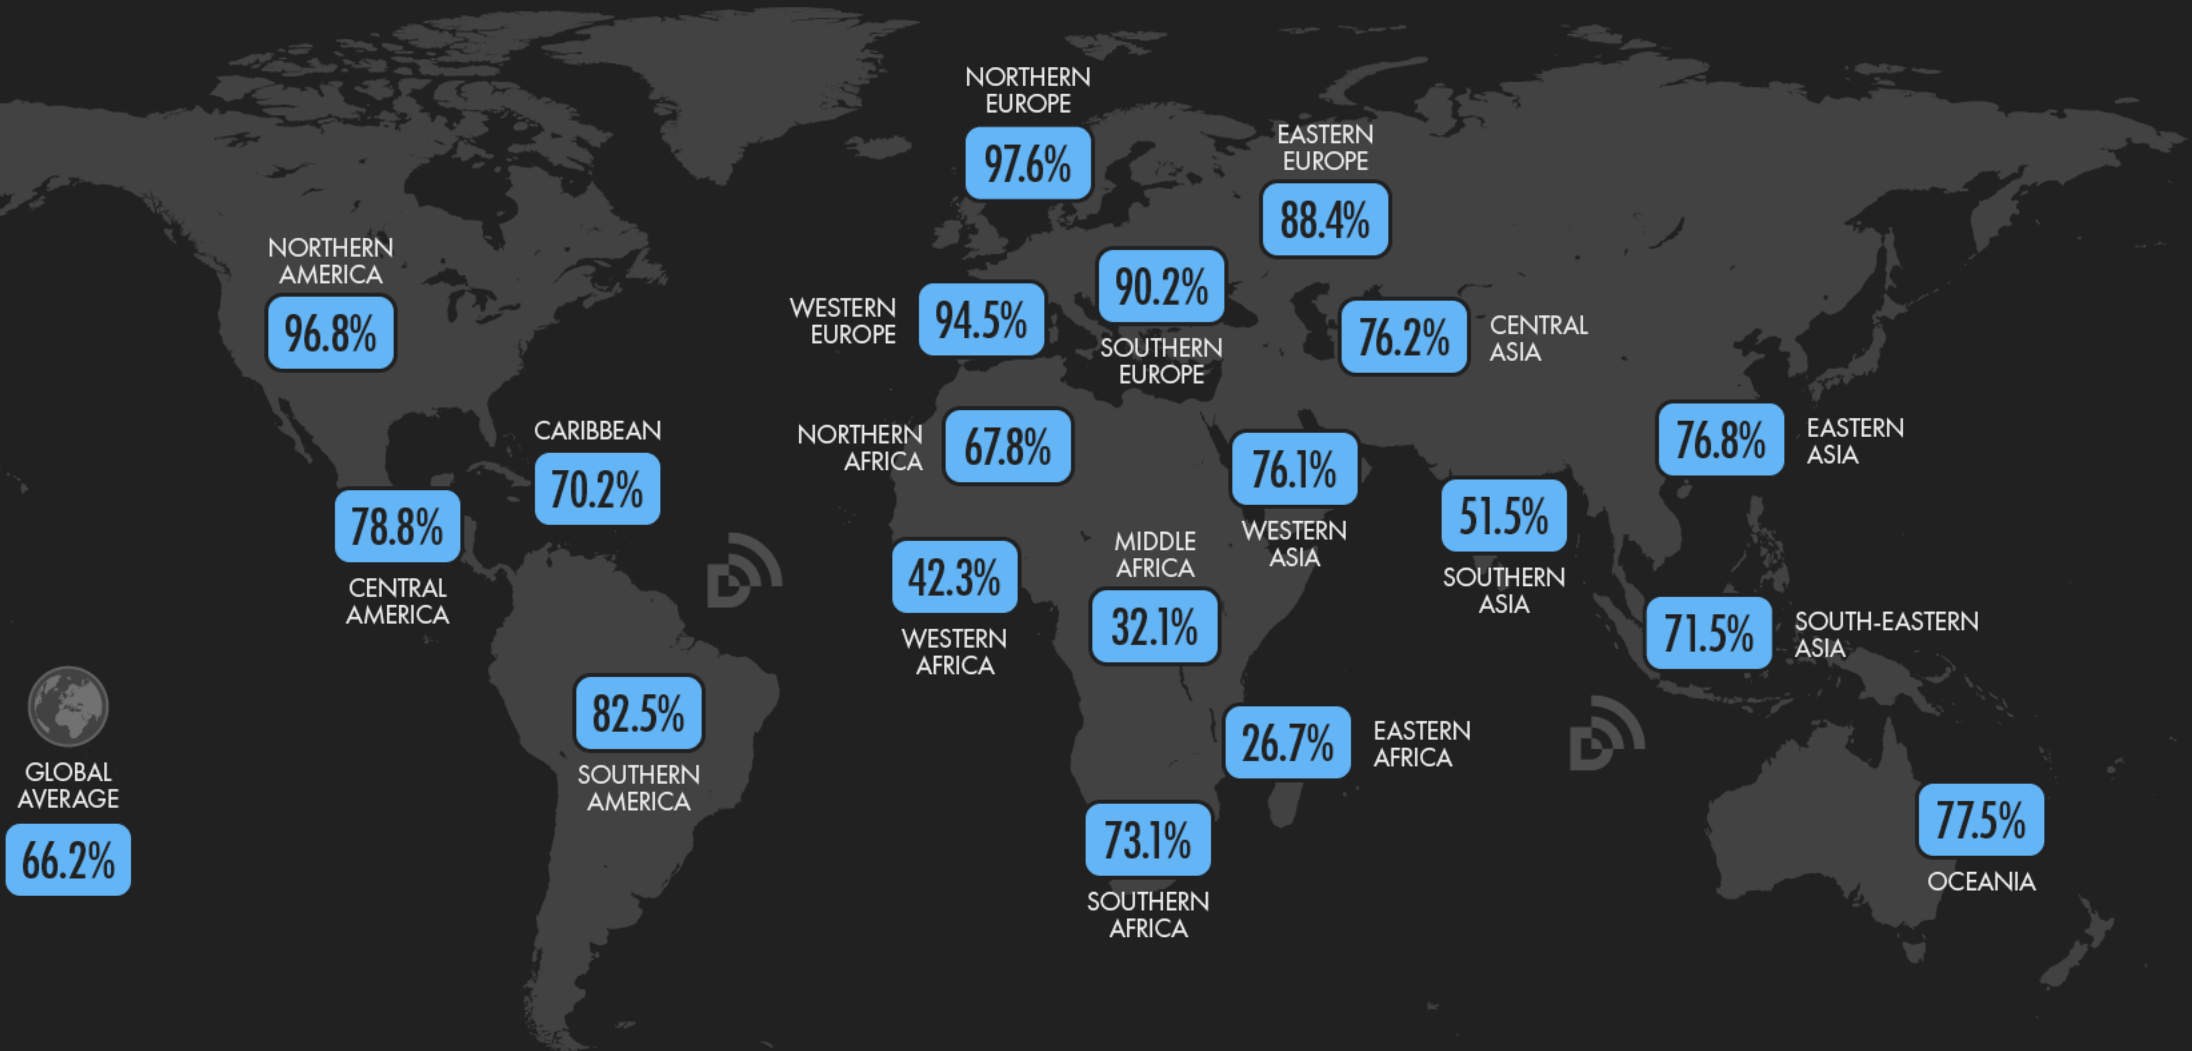 NORTHERN
EUROPE
97.6%
EASTERN
EUROPE
88.4%
NORTHERN
AMERICA
96.8%
WESTERN
EUROPE
94.5%
90.2%
SOUTHERN
EUROPE
76.2%
CENTRAL
ASIA
CARIBBEAN
70.2%
NORTHERN
AFRICA
67.8%
76.1%
WESTERN
ASIA
76.8%
EASTERN
ASIA
78.8%
CENTRAL
AMERICA
51.5%
SOUTHERN
ASIA
42.3%
WESTERN
AFRICA
MIDDLE
AFRICA
32.1%
71.5%
SOUTH-EASTERN
ASIA
82.5%
SOUTHERN
AMERICA
26.7%
EASTERN
AFRICA
GLOBAL
AVERAGE
66.2%
73.1%
SOUTHERN
AFRICA
77.5%
OCEANIA